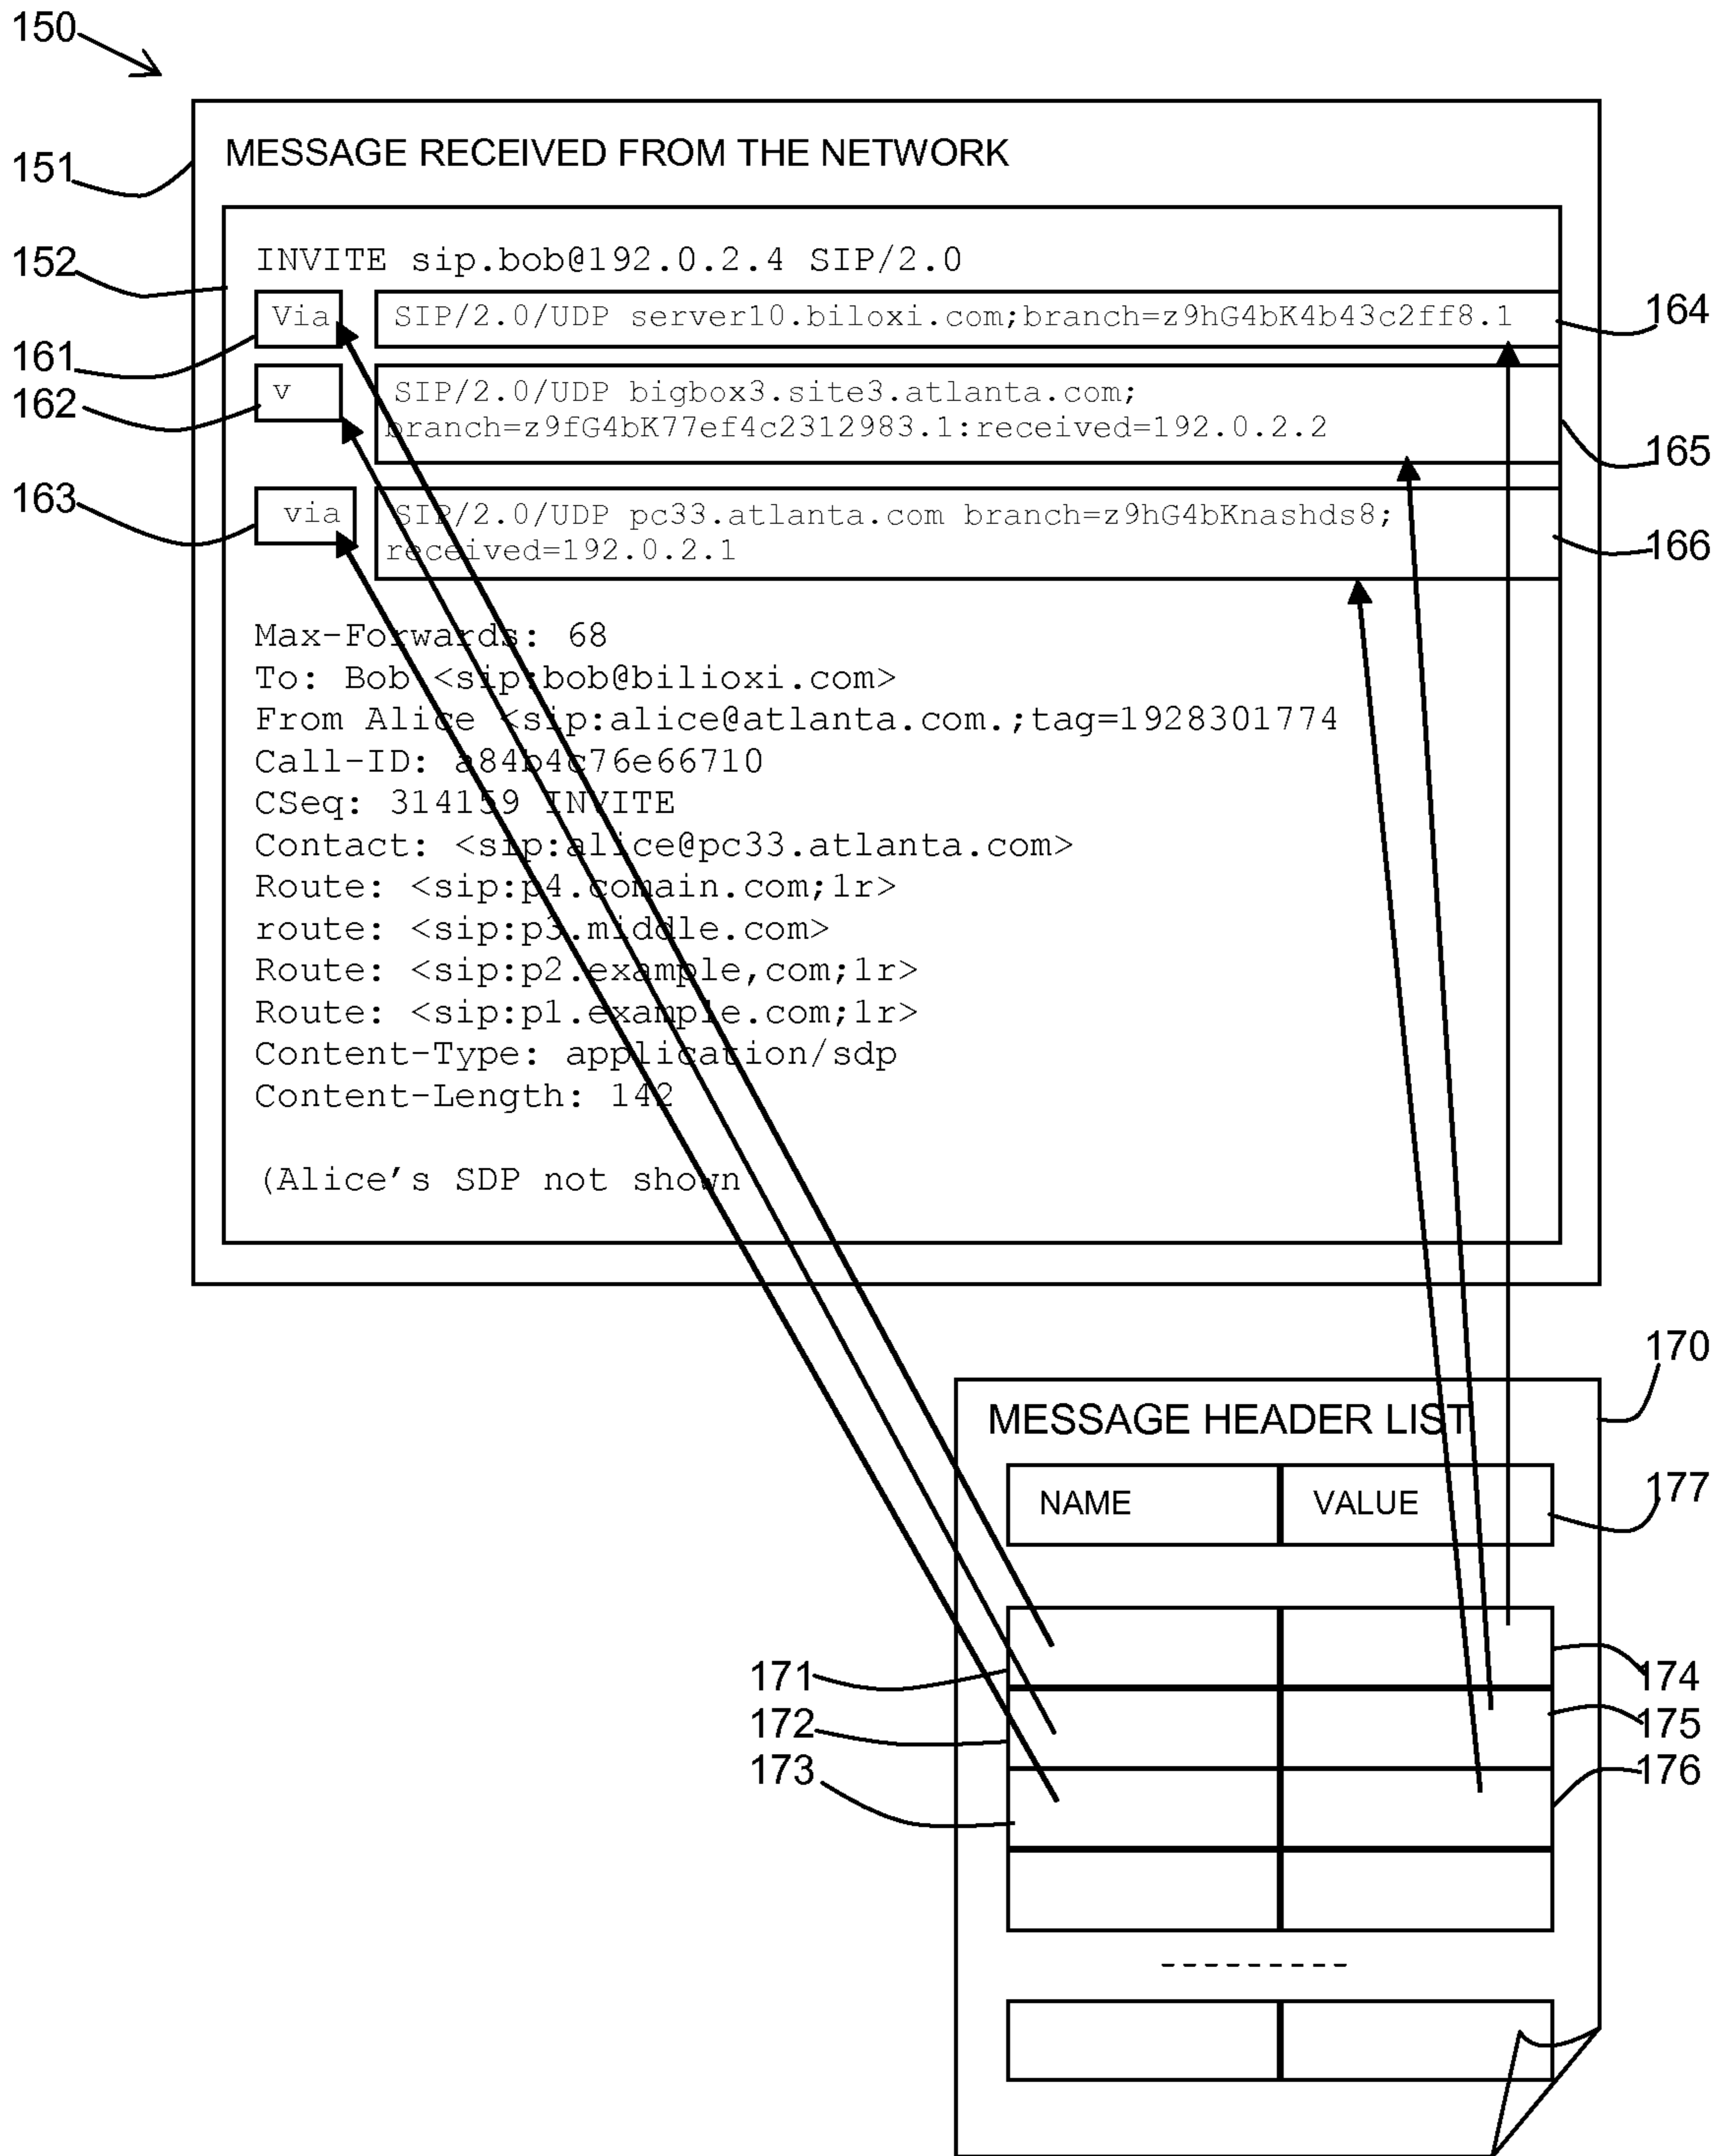 150
151
MESSAGE RECEIVED FROM THE NETWORK
152
INVITE sip.bob@192.0.2.4 SIP/2.0
161
Via
SIP/2.0/UDP server10.biloxi.com;branch=z9hG4bK4b43c2ff8.1
164
162
v
SIP/2.0/UDP bigbox3.site3.atlanta.com;
branch=z9fG4bK77ef4c2312983.1:received=192.0.2.2
165
163
via
SIP/2.0/UDP pc33.atlanta.com branch=z9hG4bKnashds8;
received=192.0.2.1
166
Max-Forwards: 68
To: Bob <sip:bob@bilioxi.com>
From Alice <sip:alice@atlanta.com.;tag=1928301774
Call-ID: a84b4c76e66710
CSeq: 314159 INVITE
Contact: <sip:alice@pc33.atlanta.com>
Route: <sip:p4.comain.com;1r>
route: <sip:p3.middle.com>
Route: <sip:p2.example,com;1r>
Route: <sip:p1.example.com;1r>
Content-Type: application/sdp
Content-Length: 142
(Alice's SDP not shown
170
MESSAGE HEADER LIST
177
NAME VALUE
171
174
172
175
173
176